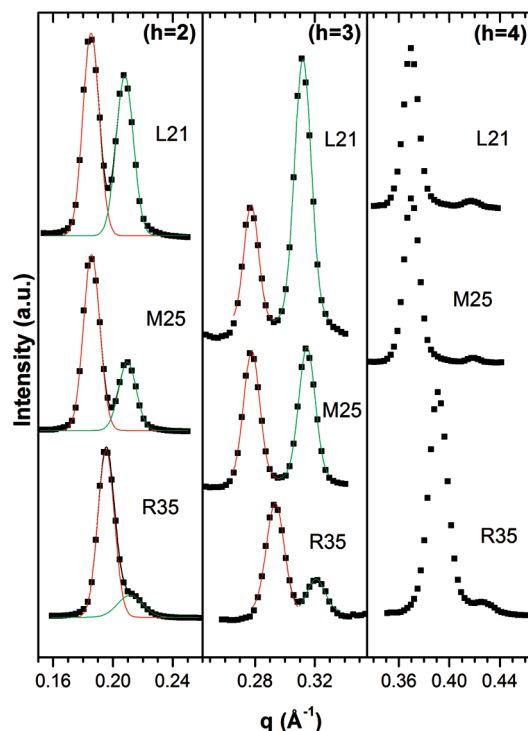 (h=2)
(h=3)
(h=4)
L21
L21
L21
M25
M25
M25
R35
R35
R35
Intensity (a.u.)
0.16 0.20 0.24
0.28 0.32
0.36 0.40 0.44
q (Å⁻¹)